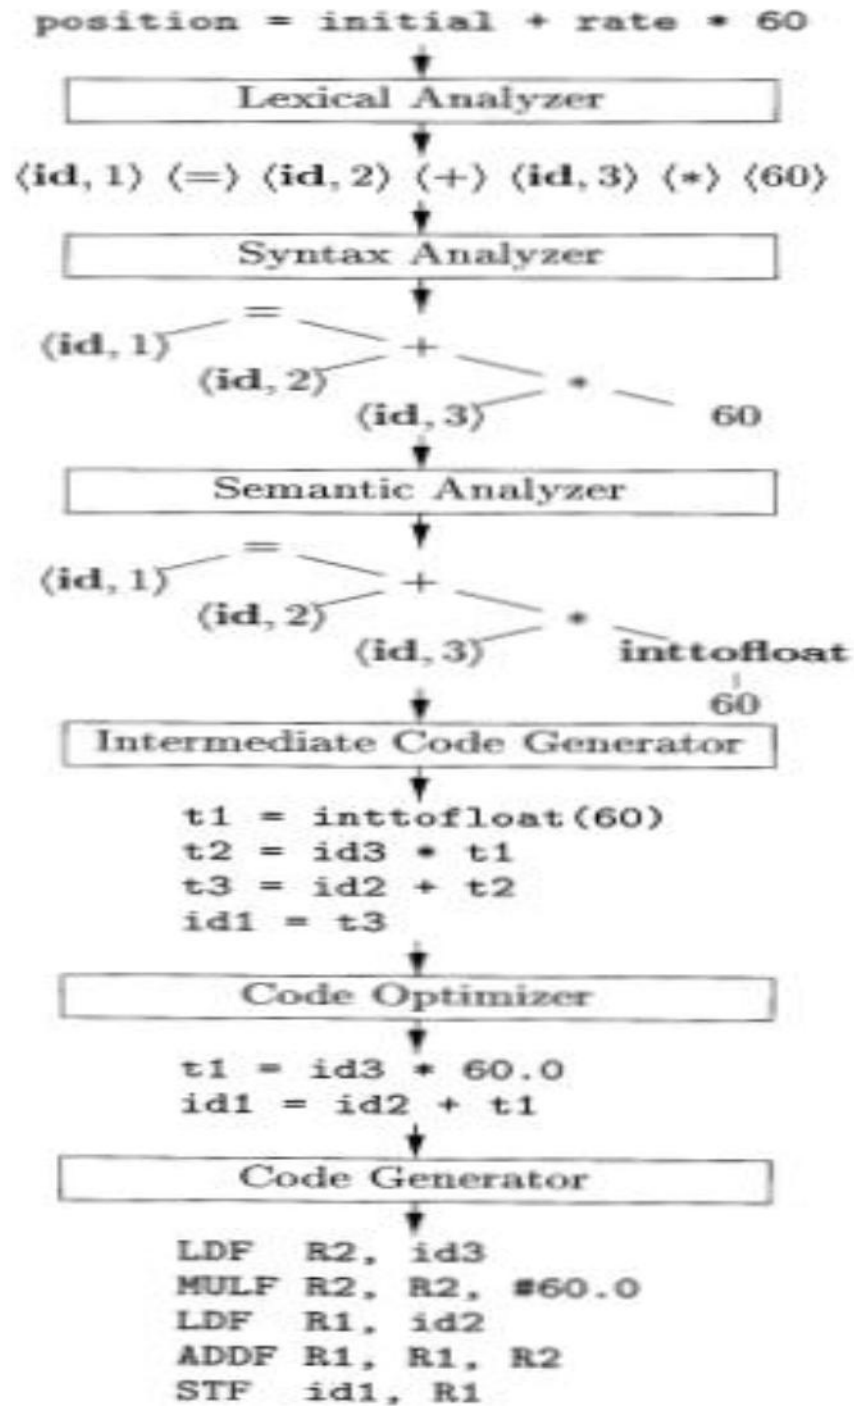 position = initial + rate * 60
Lexical Analyzer
⟨id, 1⟩ ⟨=⟩ ⟨id, 2⟩ ⟨+⟩ ⟨id, 3⟩ ⟨*⟩ ⟨60⟩
Syntax Analyzer
=
⟨id, 1⟩ +
⟨id, 2⟩ *
⟨id, 3⟩ 60
Semantic Analyzer
=
⟨id, 1⟩ +
⟨id, 2⟩ *
⟨id, 3⟩ inttofloat
60
Intermediate Code Generator
t1 = inttofloat(60)
t2 = id3 * t1
t3 = id2 + t2
id1 = t3
Code Optimizer
t1 = id3 * 60.0
id1 = id2 + t1
Code Generator
LDF R2, id3
MULF R2, R2, #60.0
LDF R1, id2
ADDF R1, R1, R2
STF id1, R1